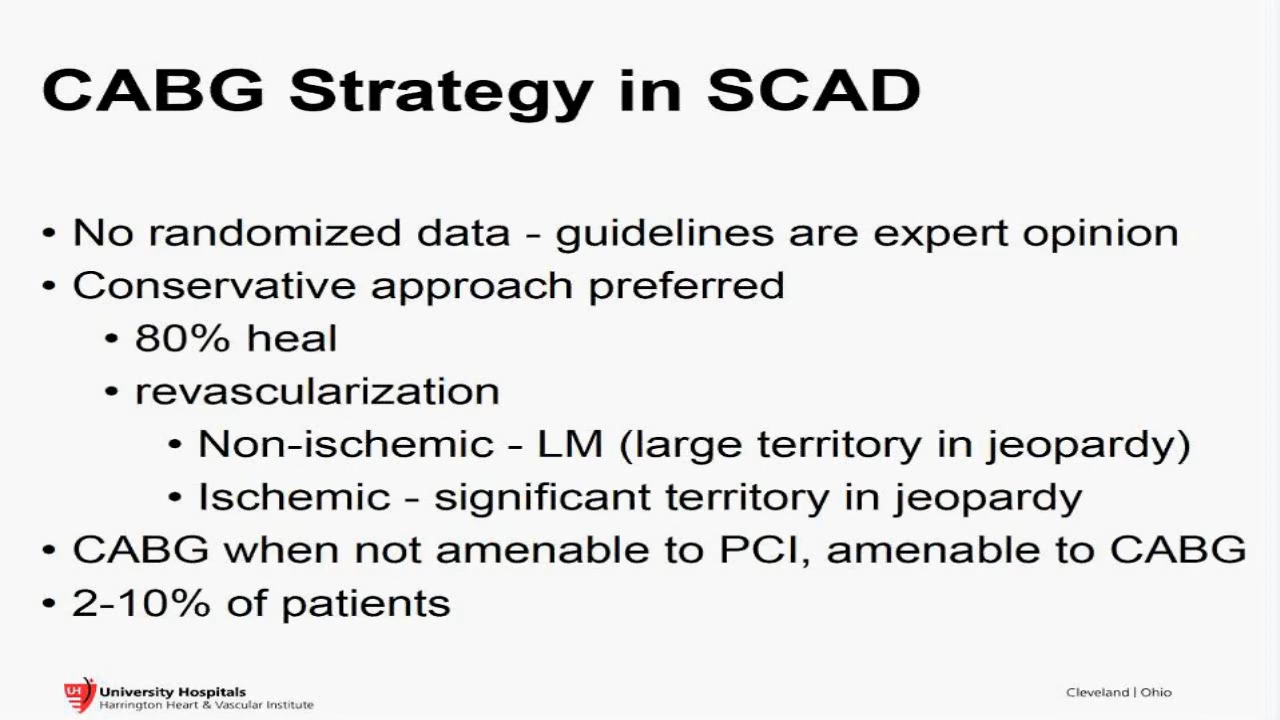 CABG Strategy in SCAD
• No randomized data - guidelines are expert opinion
• Conservative approach preferred
• 80% heal
• revascularization
• Non-ischemic - LM (large territory in jeopardy)
• Ischemic - significant territory in jeopardy
• CABG when not amenable to PCI, amenable to CABG
• 2-10% of patients
UH University Hospitals
Harrington Heart & Vascular Institute
Cleveland | Ohio